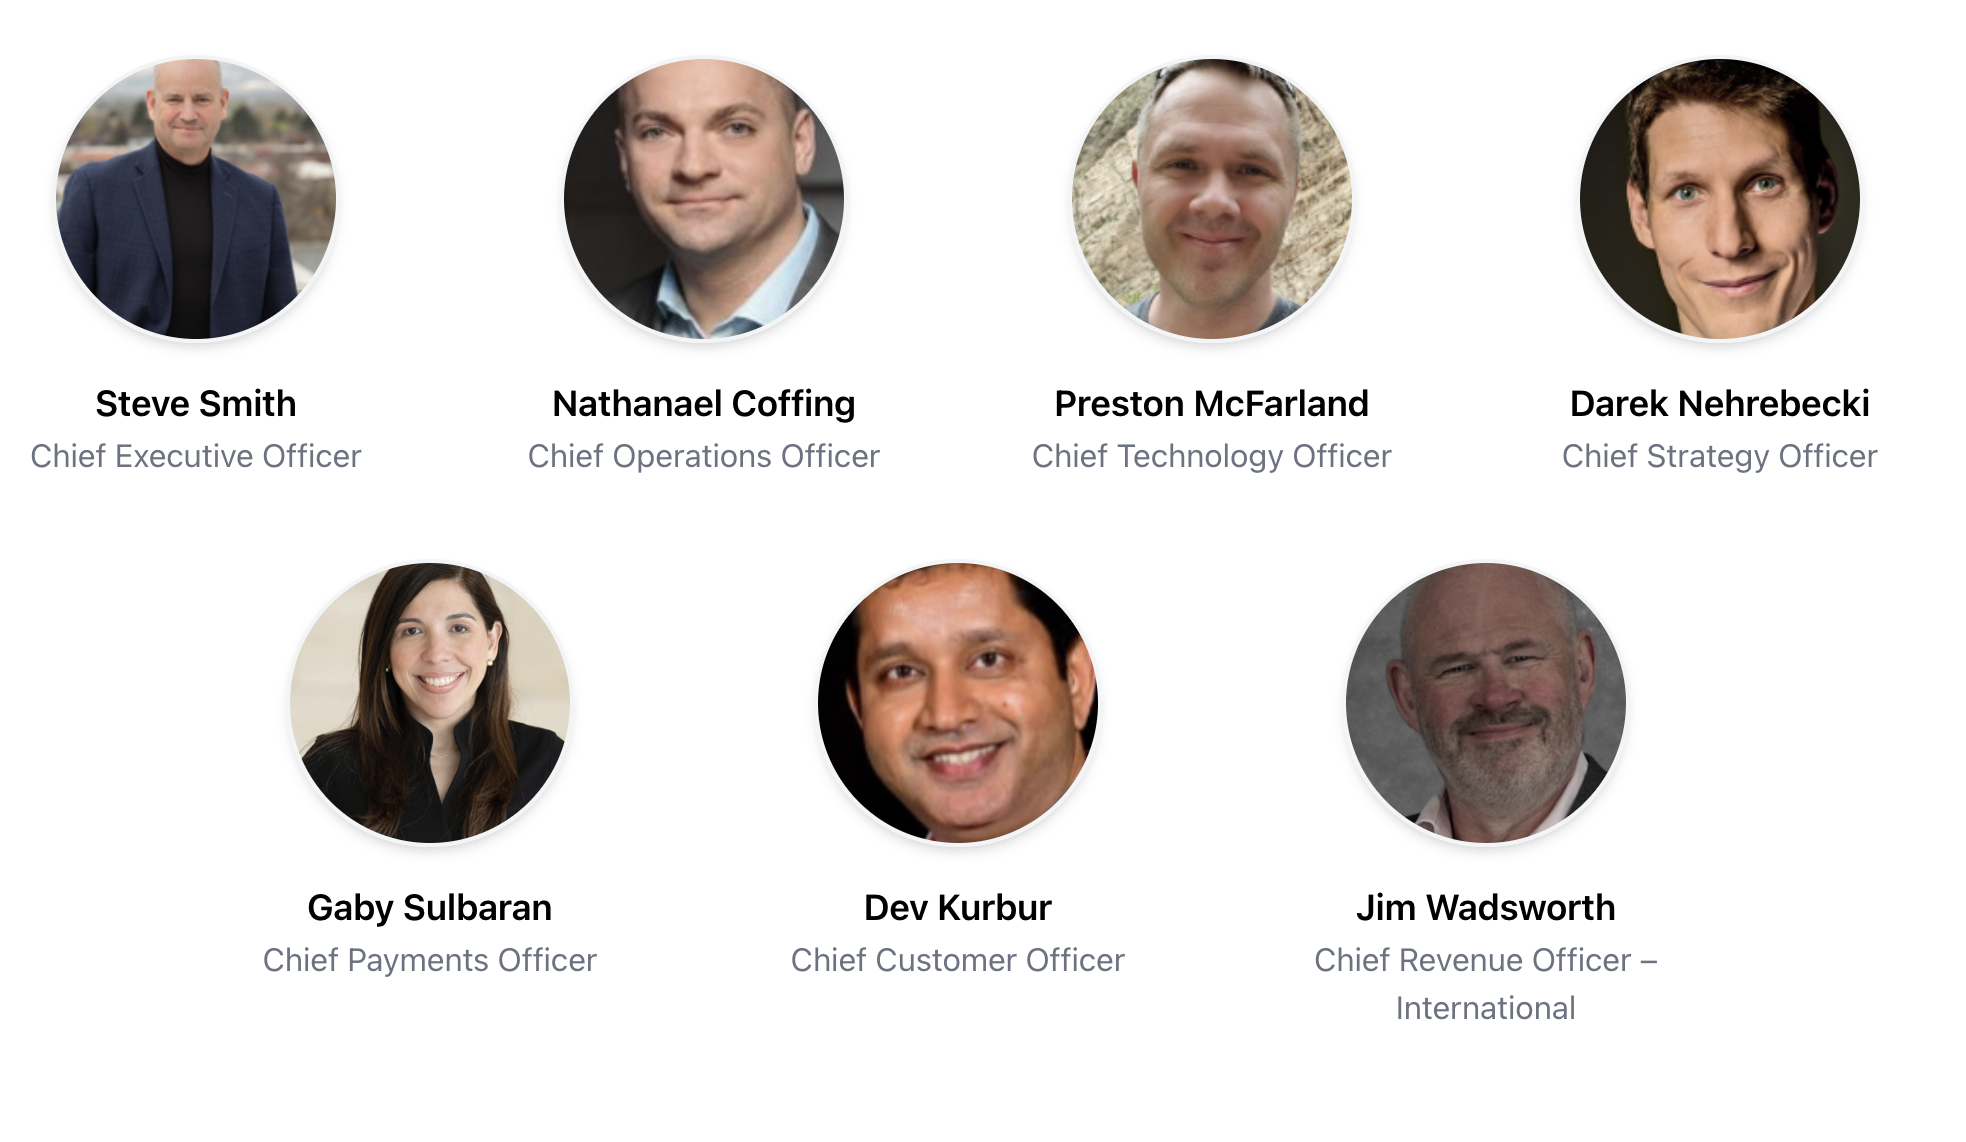 Steve Smith
Chief Executive Officer
Nathanael Coffing
Chief Operations Officer
Preston McFarland
Chief Technology Officer
Darek Nehrebecki
Chief Strategy Officer
Gaby Sulbaran
Chief Payments Officer
Dev Kurbur
Chief Customer Officer
Jim Wadsworth
Chief Revenue Officer –
International